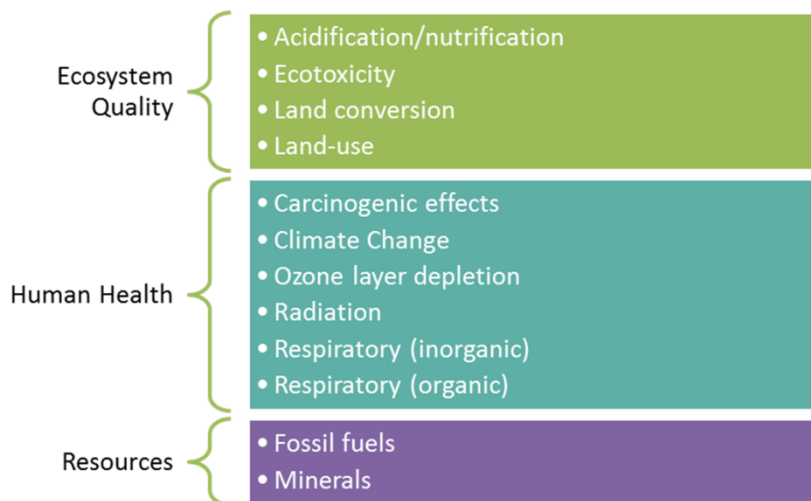 Ecosystem
Quality
• Acidification/nutrification
• Ecotoxicity
• Land conversion
• Land-use
Human Health
• Carcinogenic effects
• Climate Change
• Ozone layer depletion
• Radiation
• Respiratory (inorganic)
• Respiratory (organic)
Resources
• Fossil fuels
• Minerals